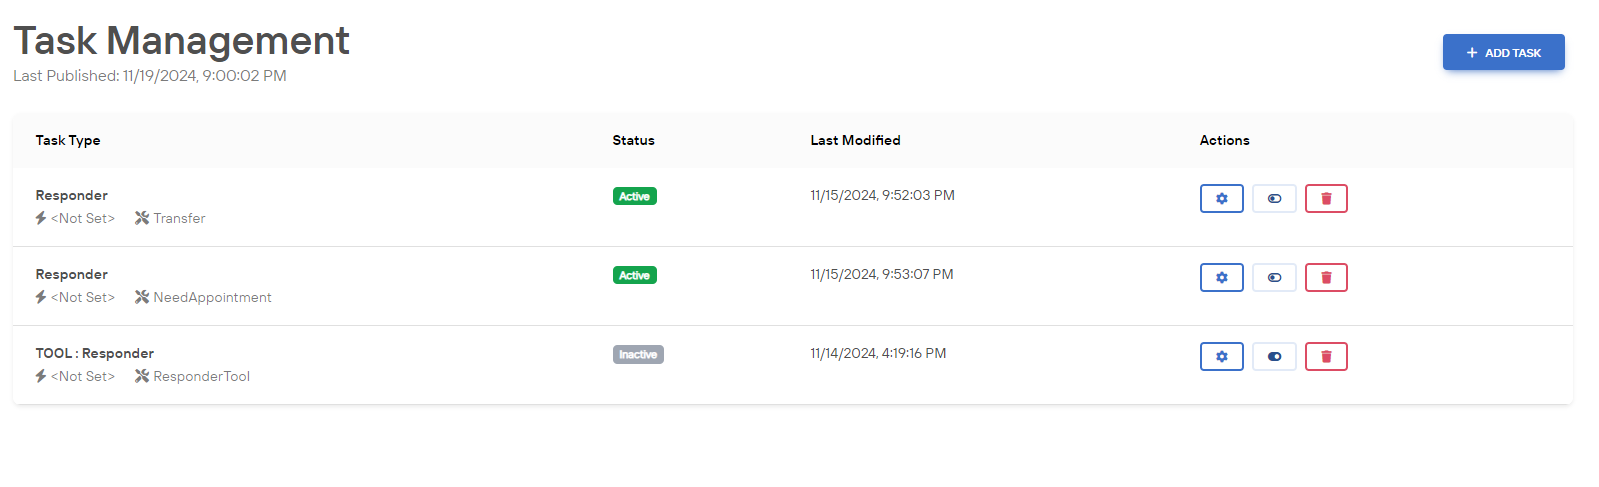 Task Management
Last Published: 11/19/2024, 9:00:02 PM
ADD TASK
Task Type Status Last Modified Actions
Responder Active 11/15/2024, 9:52:03 PM
<Not Set> Transfer
Responder Active 11/15/2024, 9:53:07 PM
<Not Set> NeedAppointment
TOOL : Responder Inactive 11/14/2024, 4:19:16 PM
<Not Set> ResponderTool